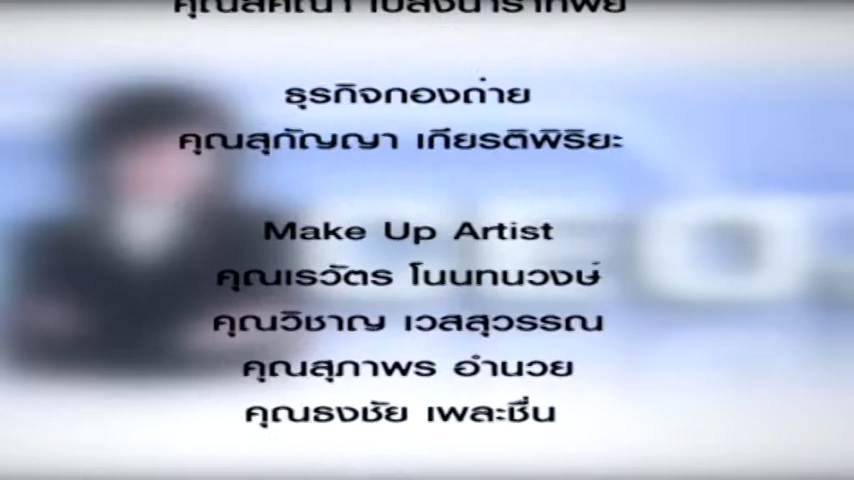 ธุรกิจกองถ่าย
คุณสุกัญญา เกียรติพิริยะ
Make Up Artist
คุณเรวัตร โนนทนวงษ์
คุณวิชาญ เวสสุวรรณ
คุณสุภาพร อำนวย
คุณธงชัย เพละชื่น